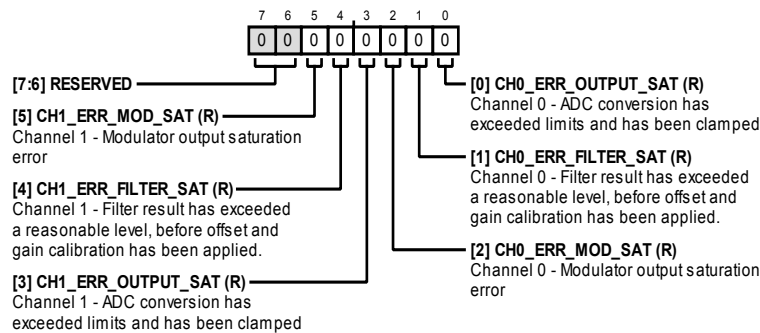 7 6 5 4 3 2 1 0
0 0 0 0 0 0 0 0
[7:6] RESERVED
[5] CH1_ERR_MOD_SAT (R)
Channel 1 - Modulator output saturation
error
[4] CH1_ERR_FILTER_SAT (R)
Channel 1 - Filter result has exceeded
a reasonable level, before offset and
gain calibration has been applied.
[3] CH1_ERR_OUTPUT_SAT (R)
Channel 1 - ADC conversion has
exceeded limits and has been clamped
[0] CH0_ERR_OUTPUT_SAT (R)
Channel 0 - ADC conversion has
exceeded limits and has been clamped
[1] CH0_ERR_FILTER_SAT (R)
Channel 0 - Filter result has exceeded
a reasonable level, before offset and
gain calibration has been applied.
[2] CH0_ERR_MOD_SAT (R)
Channel 0 - Modulator output saturation
error